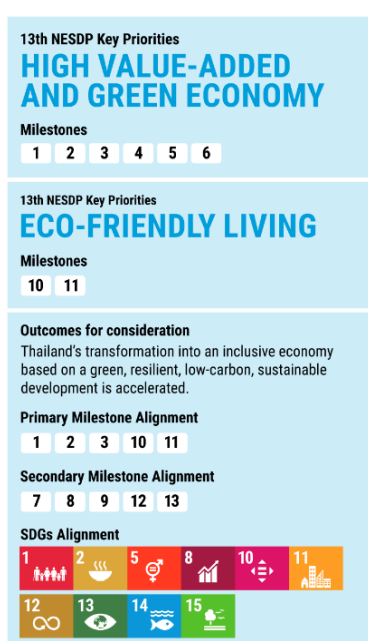 13th NESDP Key Priorities
HIGH VALUE-ADDED
AND GREEN ECONOMY
Milestones
1 2 3 4 5 6
13th NESDP Key Priorities
ECO-FRIENDLY LIVING
Milestones
10 11
Outcomes for consideration
Thailand's transformation into an inclusive economy
based on a green, resilient, low-carbon, sustainable
development is accelerated.
Primary Milestone Alignment
1 2 3 10 11
Secondary Milestone Alignment
7 8 9 12 13
SDGs Alignment
1 2 5 8 10 11
12 13 14 15